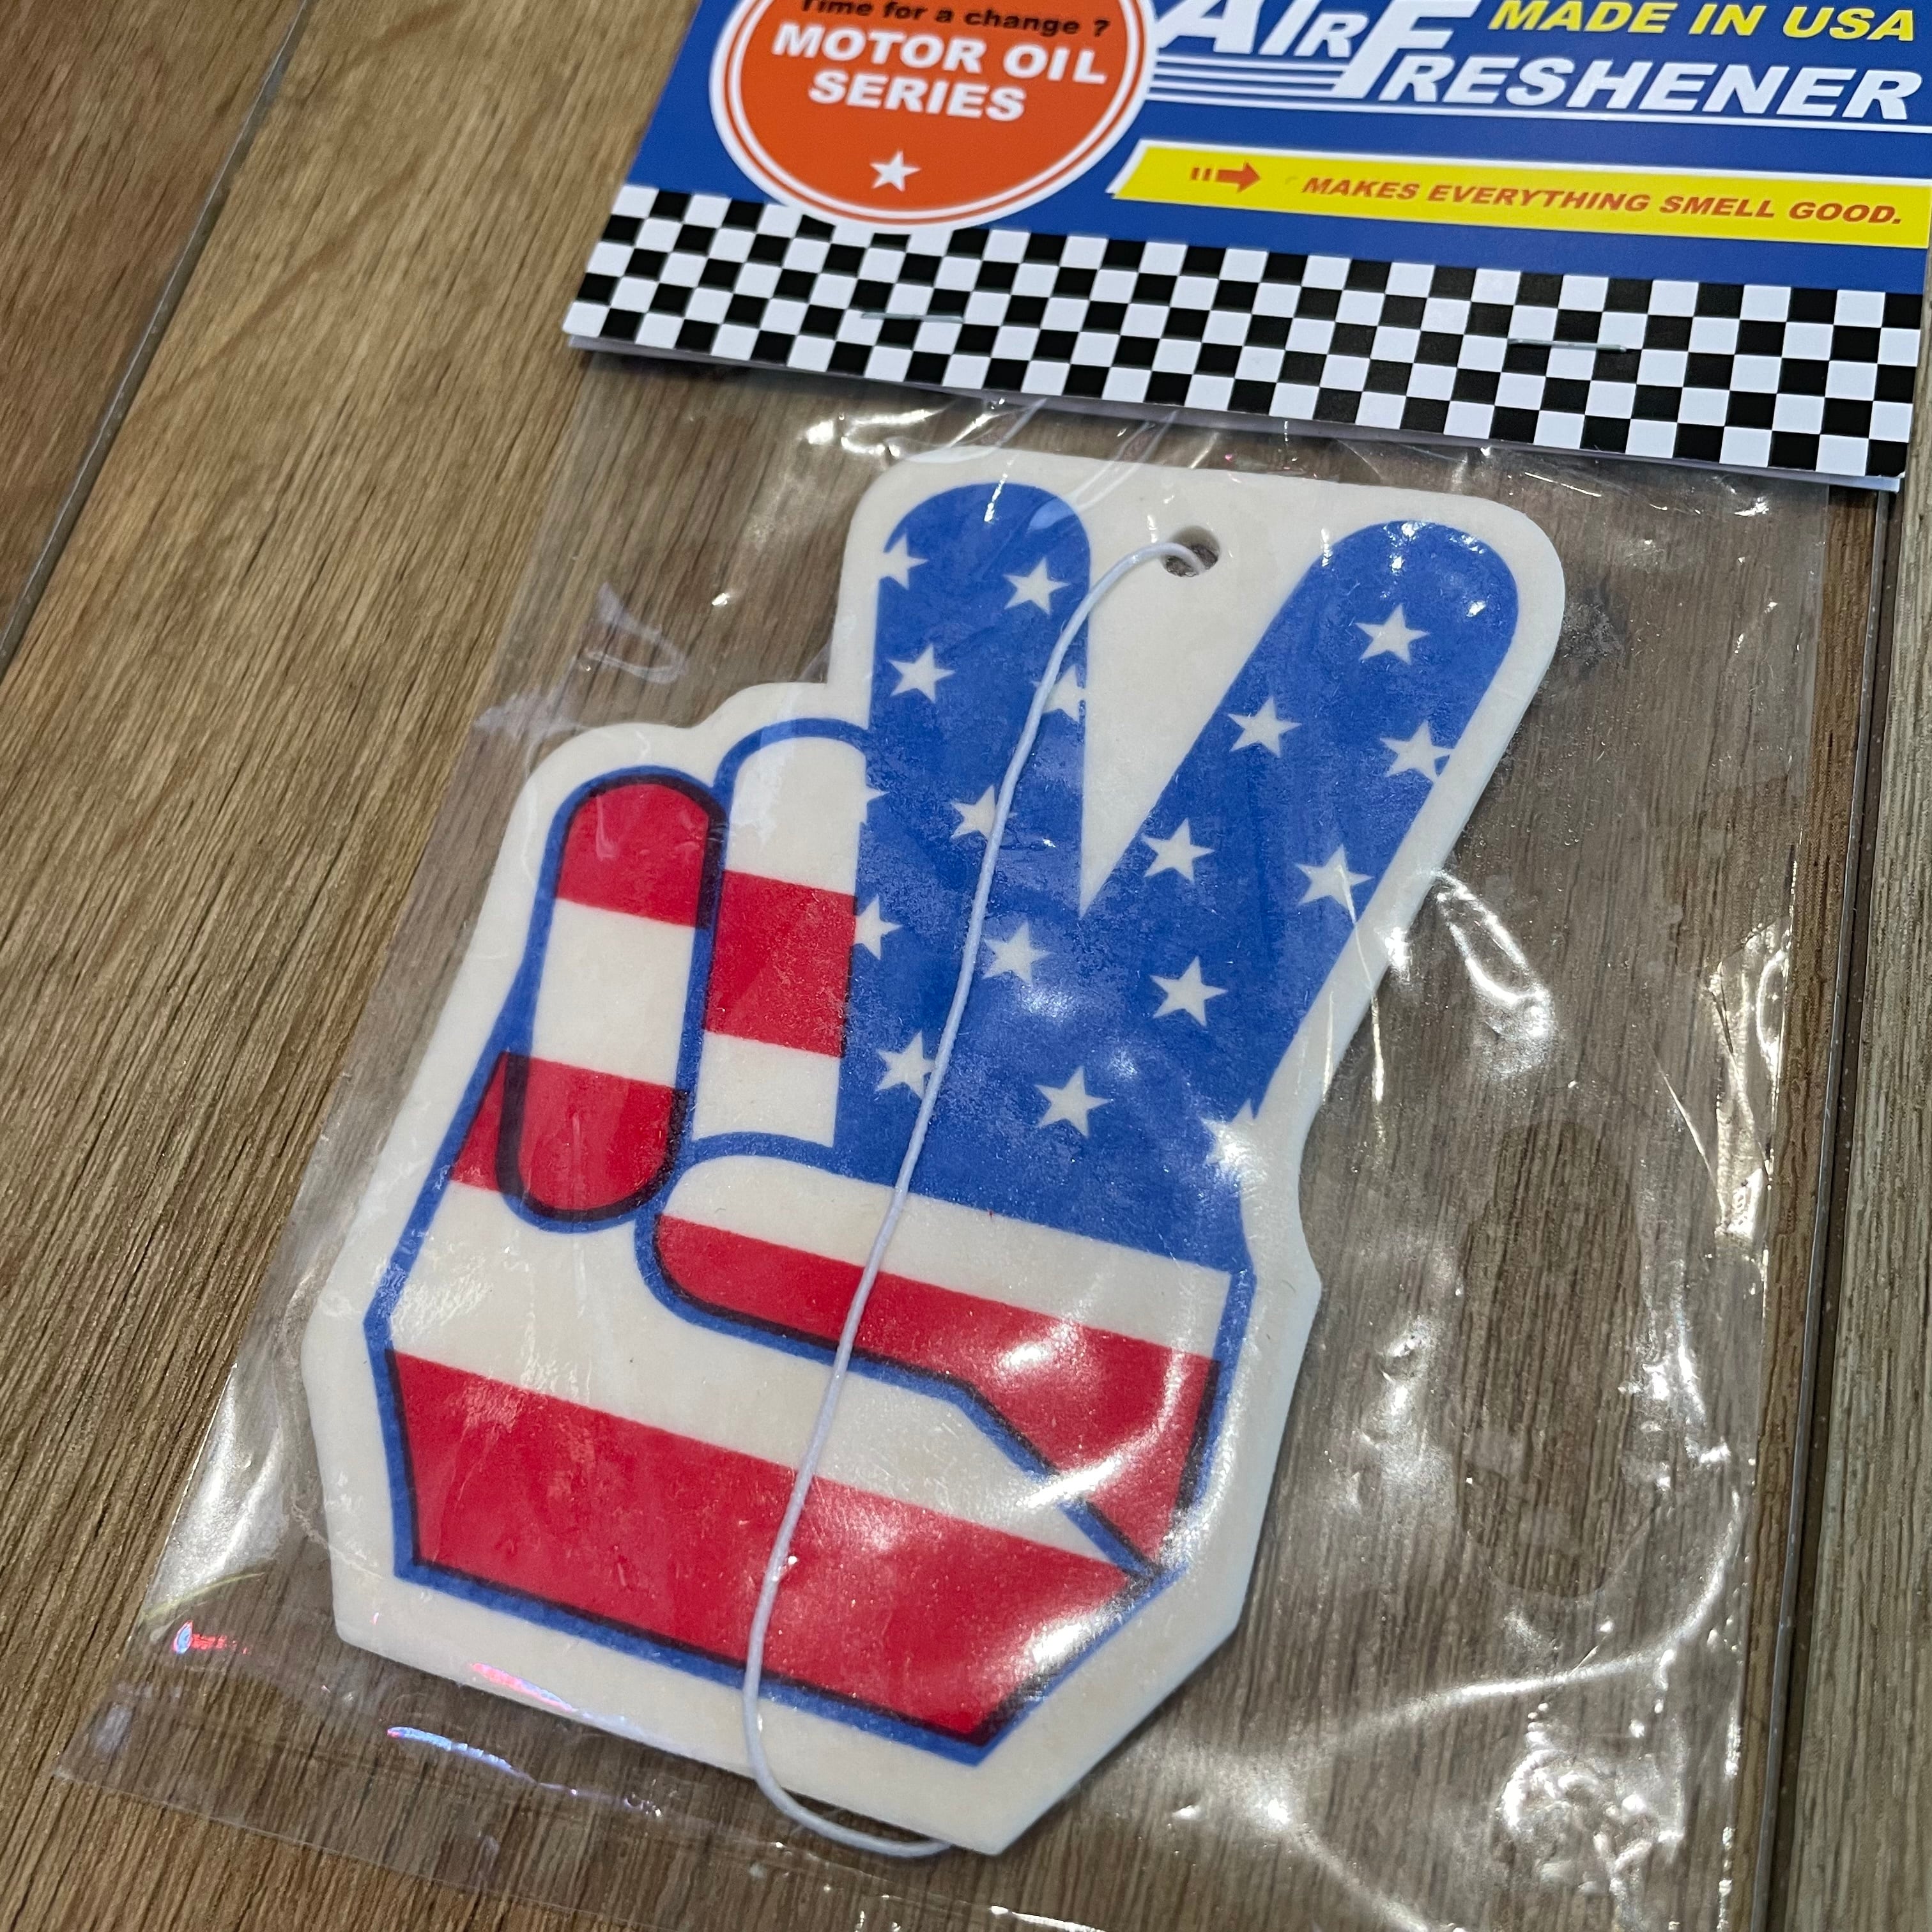 Time for a change ?
MOTOR OIL
SERIES
AIR FRESHENER
MADE IN USA
MAKES EVERYTHING SMELL GOOD.